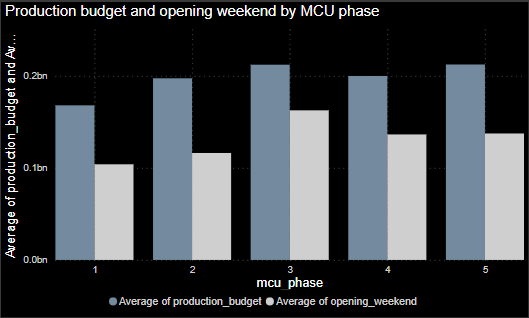 Production budget and opening weekend by MCU phase
Average of production_budget and Av...
0.2bn
0.1bn
0.0bn
1 2 3 4 5
mcu_phase
Average of production_budget Average of opening_weekend